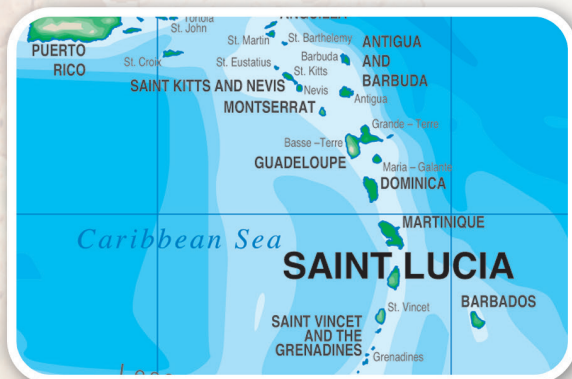 Tortola
St. John
PUERTO
RICO
St. Croix
St. Martin
St. Barthelemy
St. Eustatius
Barbuda
ANTIGUA
AND
BARBUDA
St. Kitts
SAINT KITTS AND NEVIS
Nevis
Antigua
MONTSERRAT
Grande – Terre
Basse –Terre
GUADELOUPE
Maria – Galante
DOMINICA
MARTINIQUE
Caribbean Sea
SAINT LUCIA
St. Vincet
BARBADOS
SAINT VINCET
AND THE
GRENADINES
Grenadines